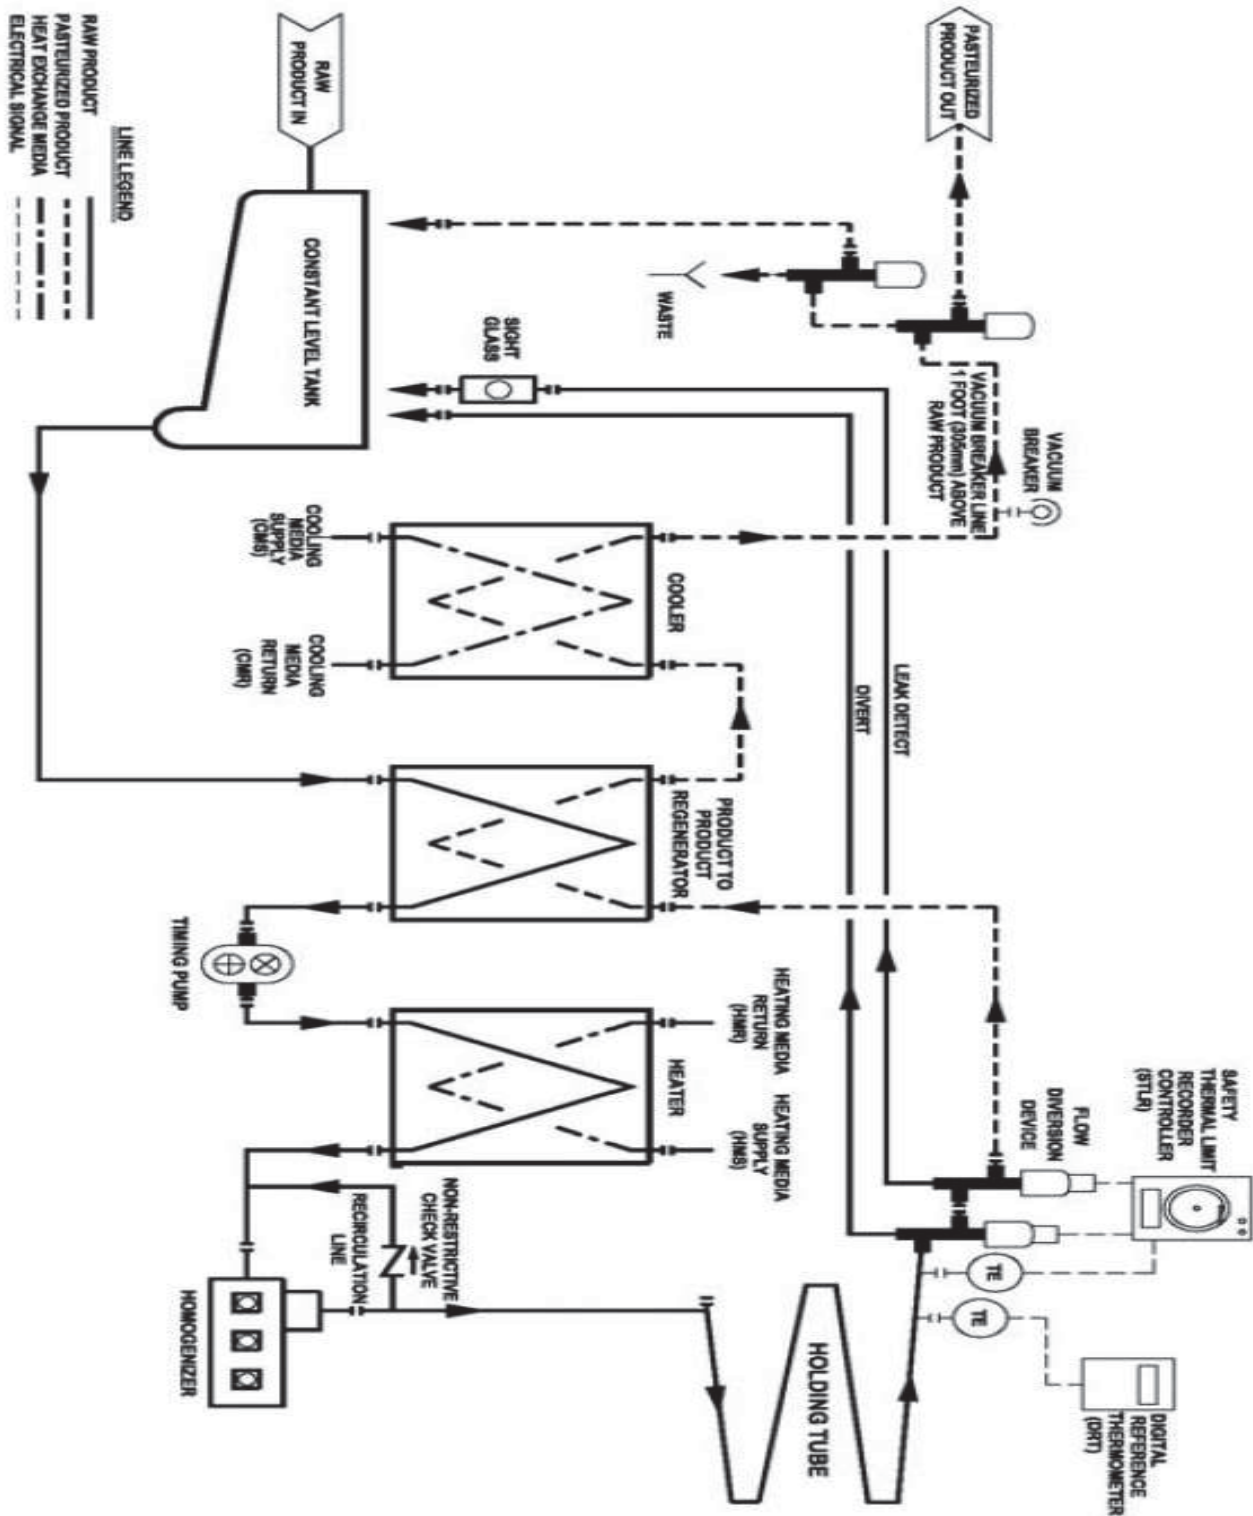 RAW
PRODUCT IN
PASTEURIZED
PRODUCT OUT
LINE LEGEND
RAW PRODUCT
PASTEURIZED PRODUCT
HEAT EXCHANGE MEDIA
ELECTRICAL SIGNAL
CONSTANT LEVEL TANK
WASTE
SIGHT
GLASS
VACUUM
BREAKER
VACUUM BREAKER LINE
1 FOOT (305mm) ABOVE
RAW PRODUCT
COOLING
MEDIA
SUPPLY
(CMS)
COOLER
COOLING
MEDIA
RETURN
(CMR)
LEAK DETECT
DIVERT
PRODUCT TO
PRODUCT
REGENERATOR
TIMING PUMP
HEATING MEDIA
RETURN
(HMR)
HEATER
HEATING MEDIA
SUPPLY
(HMS)
FLOW
DIVERSION
DEVICE
SAFETY
THERMAL LIMIT
RECORDER
CONTROLLER
(STLR)
TE
TE
NON-RESTRICTIVE
CHECK VALVE
RECIRCULATION
LINE
HOMOGENIZER
HOLDING TUBE
DIGITAL
REFERENCE
THERMOMETER
(DRT)